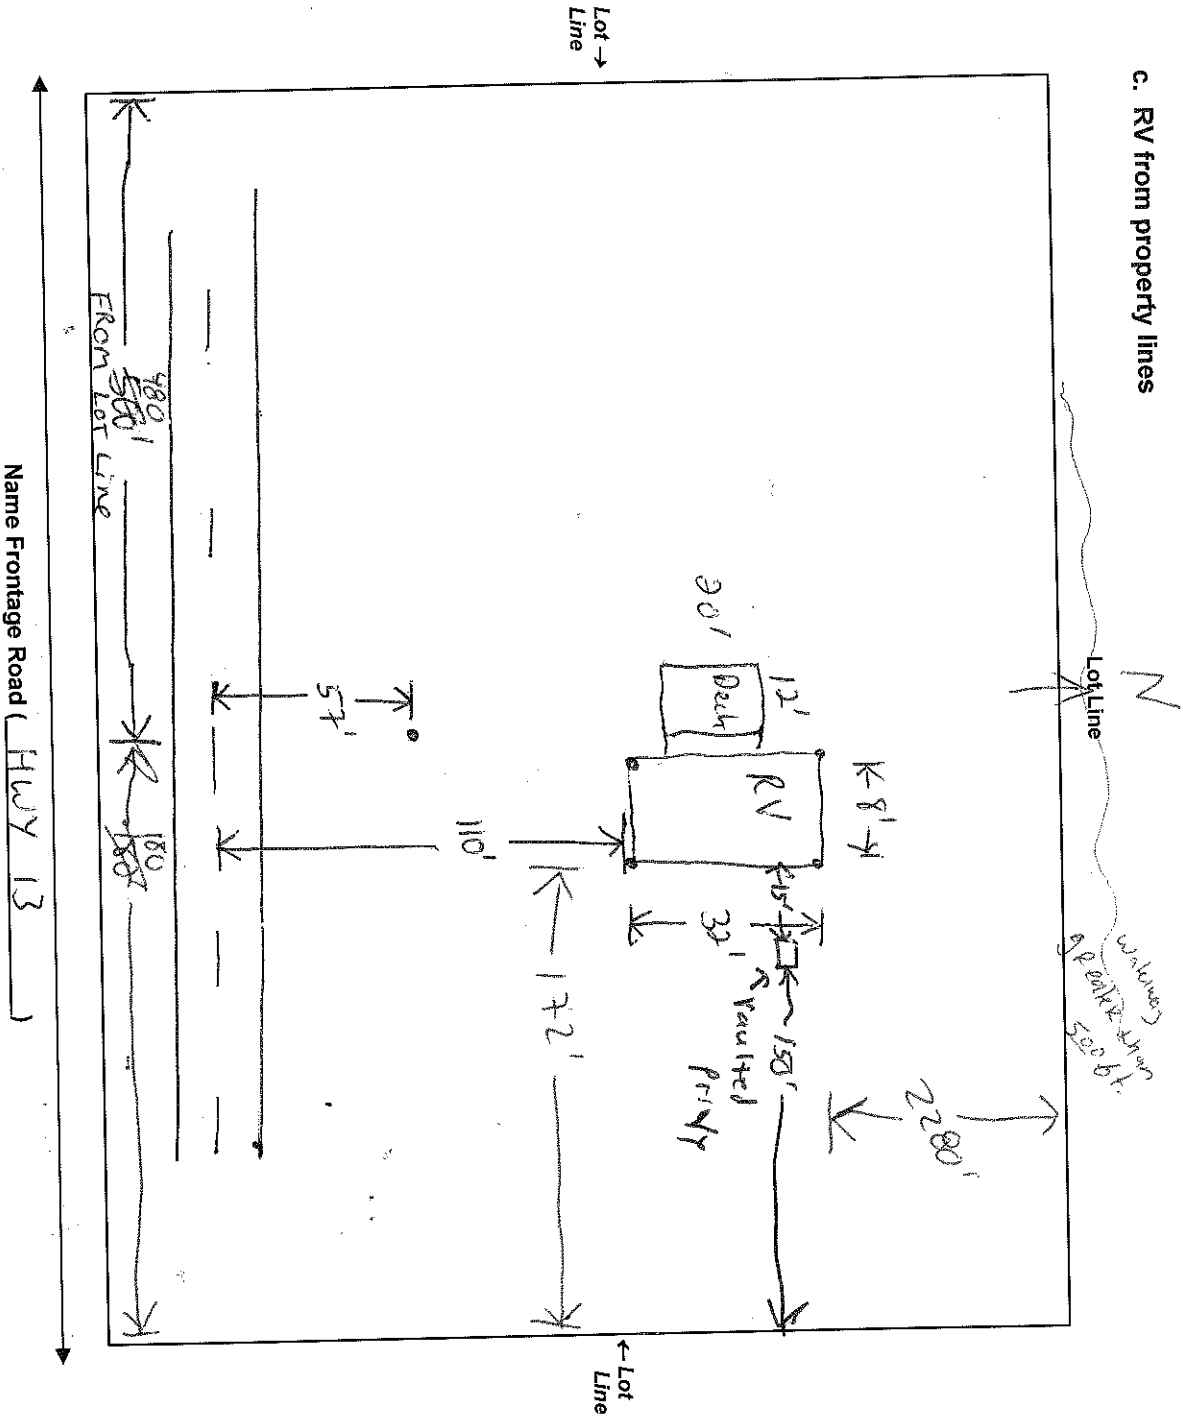 c. RV from property lines
N
Lot Line
waterway
greater than
500 ft.
Lot →
Line
← Lot
Line
2280'
K 8' →
RV
12'
Deck
20'
15'
150'
32'
Vaulted
Privy
110'
172'
57'
480
500'
FROM LOT Line
180
Name Frontage Road ( HWY 13 )